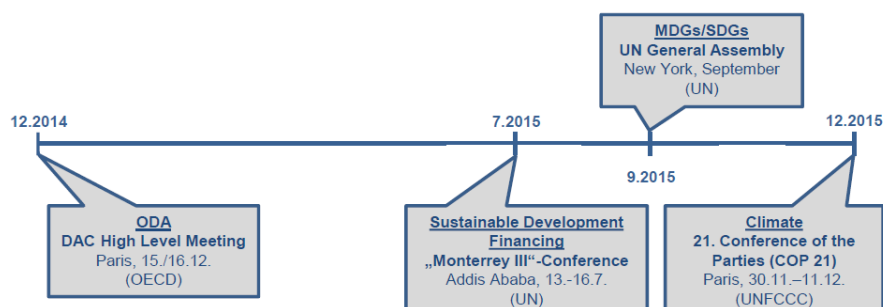 MDGs/SDGs
UN General Assembly
New York, September
(UN)
12.2014
7.2015
12.2015
9.2015
ODA
DAC High Level Meeting
Paris, 15./16.12.
(OECD)
Sustainable Development
Financing
„Monterrey III“-Conference
Addis Ababa, 13.-16.7.
(UN)
Climate
21. Conference of the
Parties (COP 21)
Paris, 30.11.–11.12.
(UNFCCC)